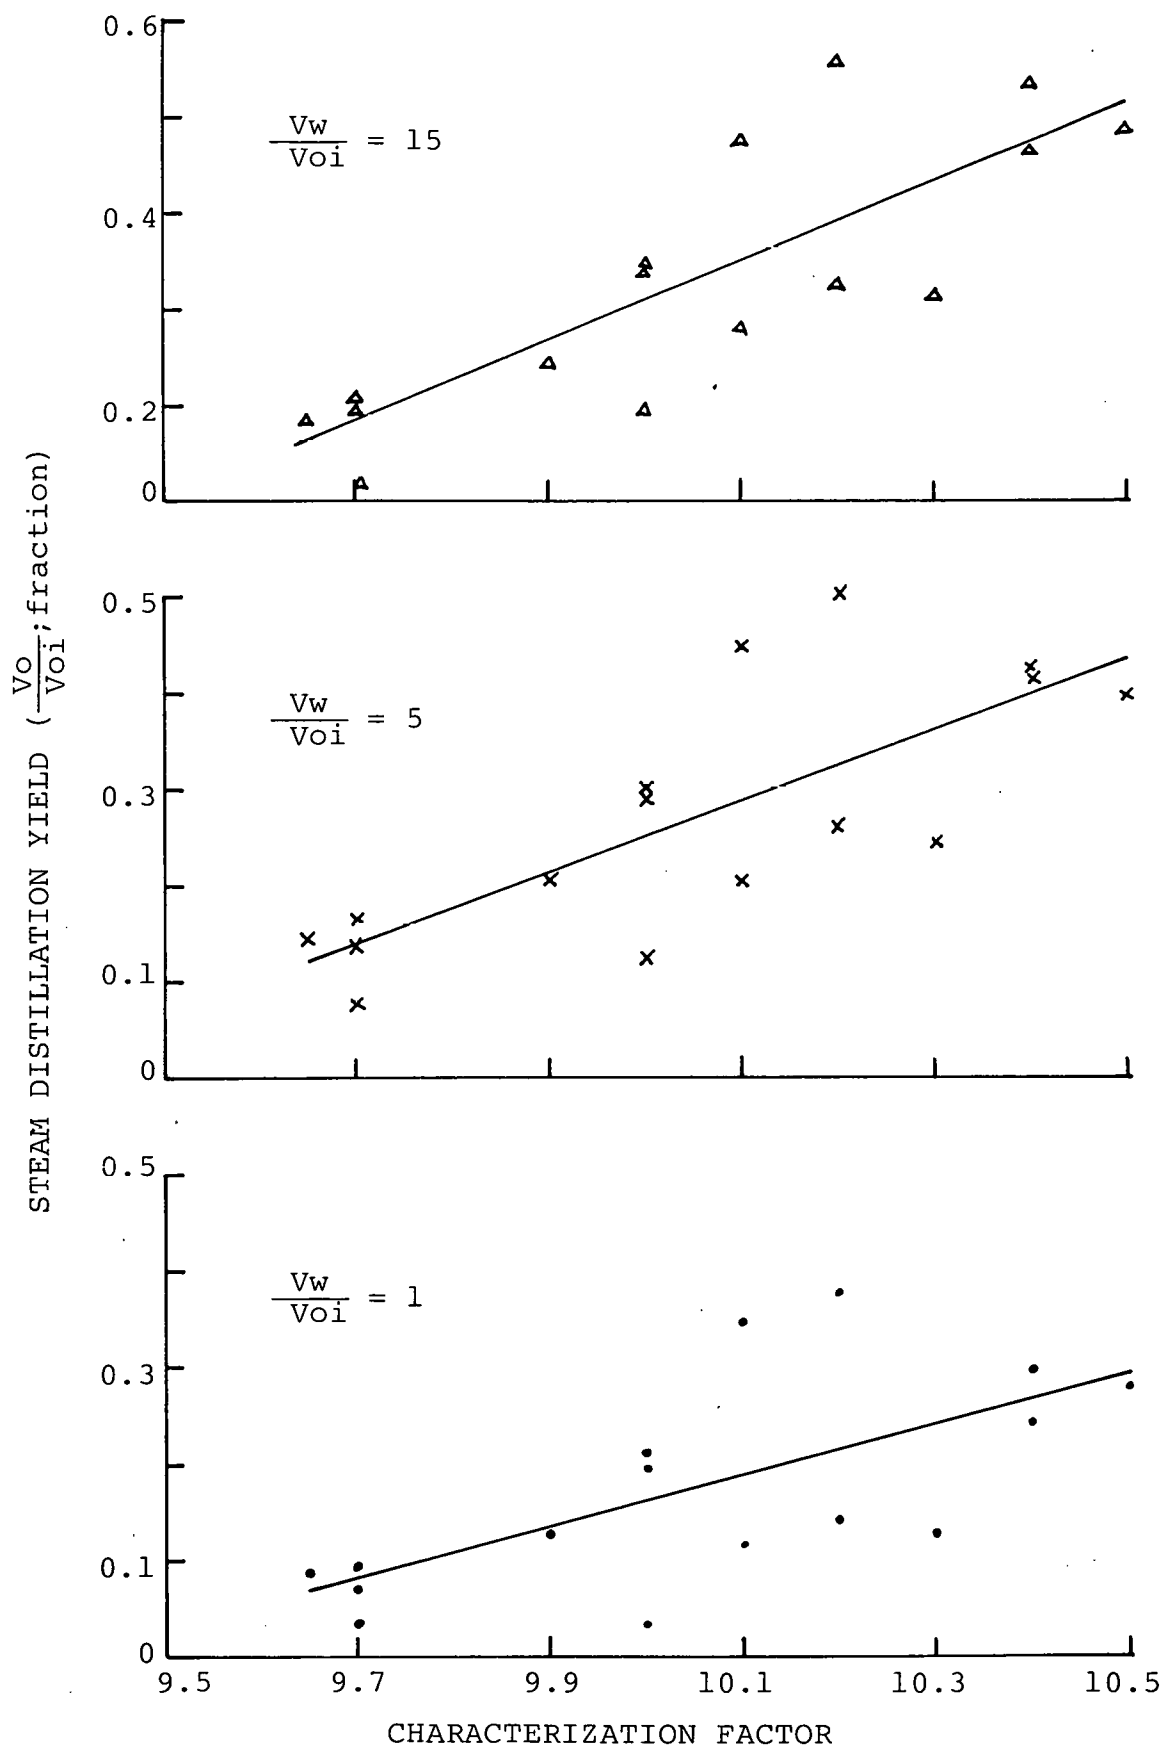 STEAM DISTILLATION YIELD (Vo/Voi;fraction)
0.6
0.4
0.2
0
Vw
Voi
= 15
0.5
0.3
0.1
0
Vw
Voi
= 5
0.5
0.3
0.1
0
Vw
Voi
= 1
9.5 9.7 9.9 10.1 10.3 10.5
CHARACTERIZATION FACTOR